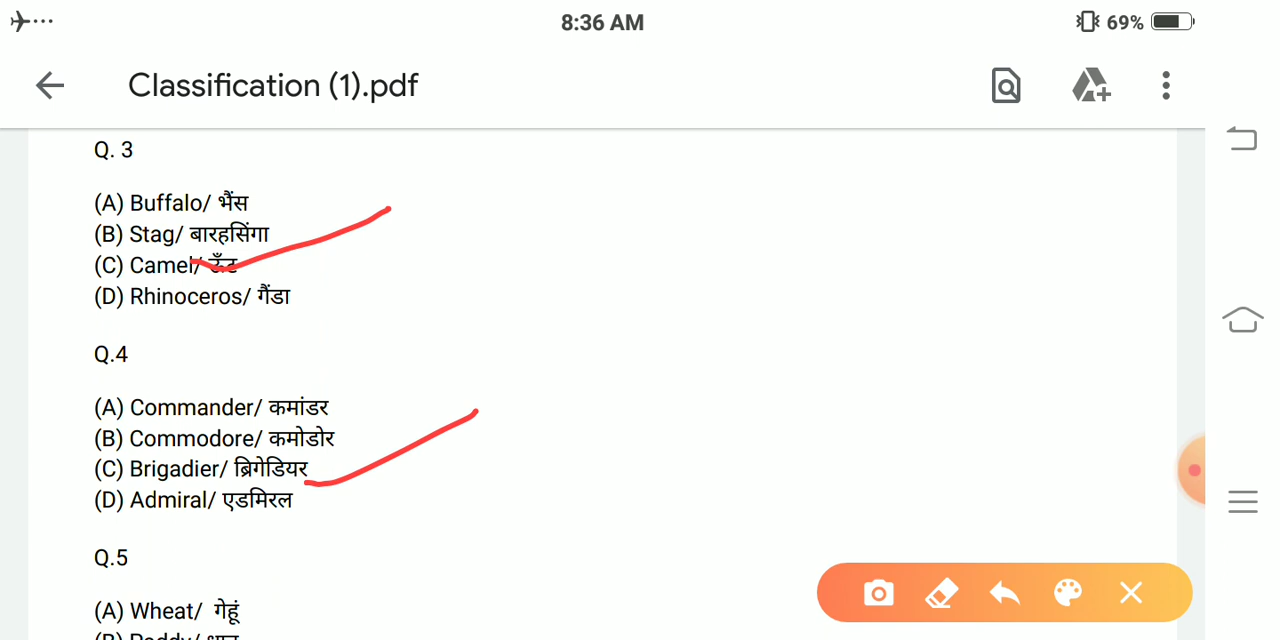 8:36 AM
69%
Classification (1).pdf
Q. 3
(A) Buffalo/ भैंस
(B) Stag/ बारहसिंगा
(C) Camel/ ऊँट
(D) Rhinoceros/ गैंडा
Q.4
(A) Commander/ कमांडर
(B) Commodore/ कमोडोर
(C) Brigadier/ ब्रिगेडियर
(D) Admiral/ एडमिरल
Q.5
(A) Wheat/ गेहूं